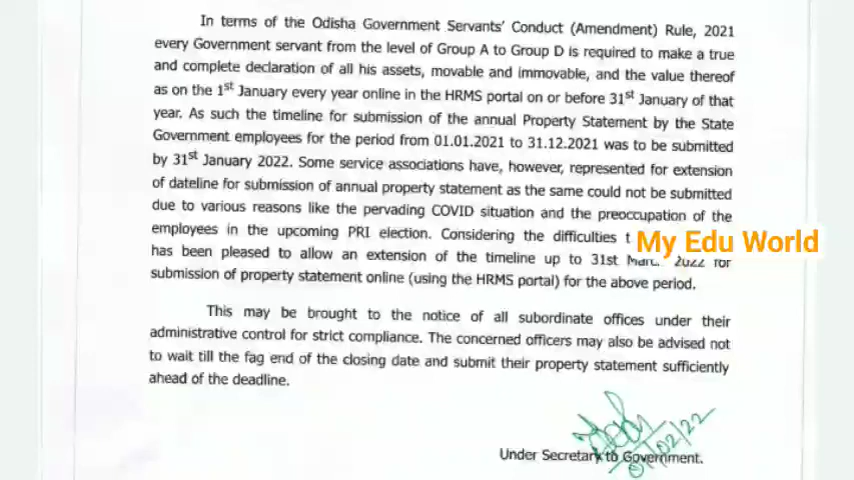 In terms of the Odisha Government Servants' Conduct (Amendment) Rule, 2021
every Government servant from the level of Group A to Group D is required to make a true
and complete declaration of all his assets, movable and immovable, and the value thereof
as on the 1st January every year online in the HRMS portal on or before 31st January of that
year. As such the timeline for submission of the annual Property Statement by the State
Government employees for the period from 01.01.2021 to 31.12.2021 was to be submitted
by 31st January 2022. Some service associations have, however, represented for extension
of dateline for submission of annual property statement as the same could not be submitted
due to various reasons like the pervading COVID situation and the preoccupation of the
employees in the upcoming PRI election. Considering the difficulties
My Edu World
has been pleased to allow an extension of the timeline up to 31st 2022 for
submission of property statement online (using the HRMS portal) for the above period.
This may be brought to the notice of all subordinate offices under their
administrative control for strict compliance. The concerned officers may also be advised not
to wait till the fag end of the closing date and submit their property statement sufficiently
ahead of the deadline.
Under Secretary to Government.